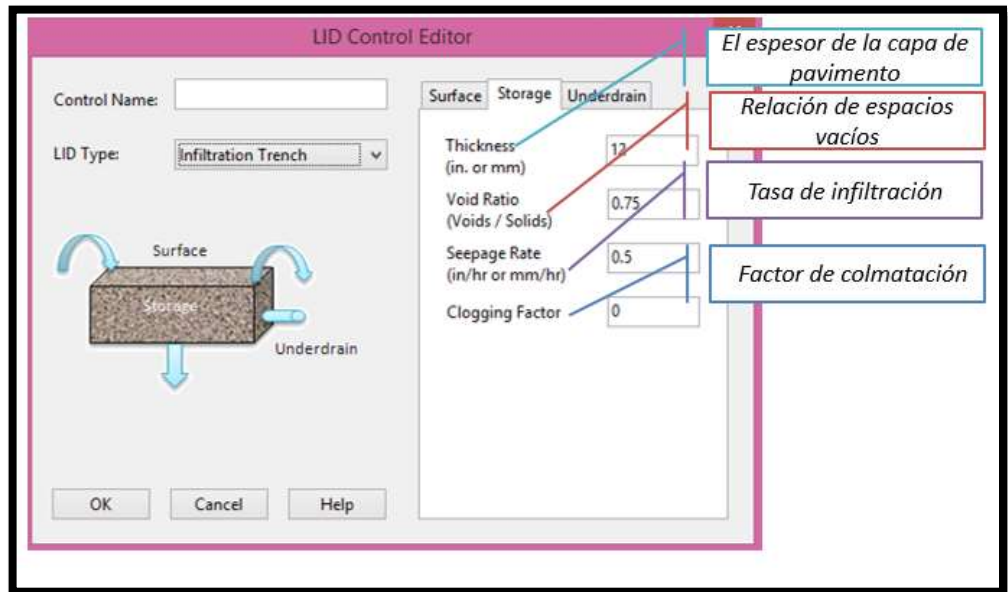 LID Control Editor
El espesor de la capa de
pavimento
Control Name:
Surface Storage Underdrain
Relación de espacios
vacíos
LID Type: Infiltration Trench
Thickness
(in. or mm)
12
Void Ratio
(Voids / Solids)
0.75
Tasa de infiltración
Surface
Seepage Rate
(in/hr or mm/hr)
0.5
Factor de colmatación
Storage
Clogging Factor
0
Underdrain
OK Cancel Help